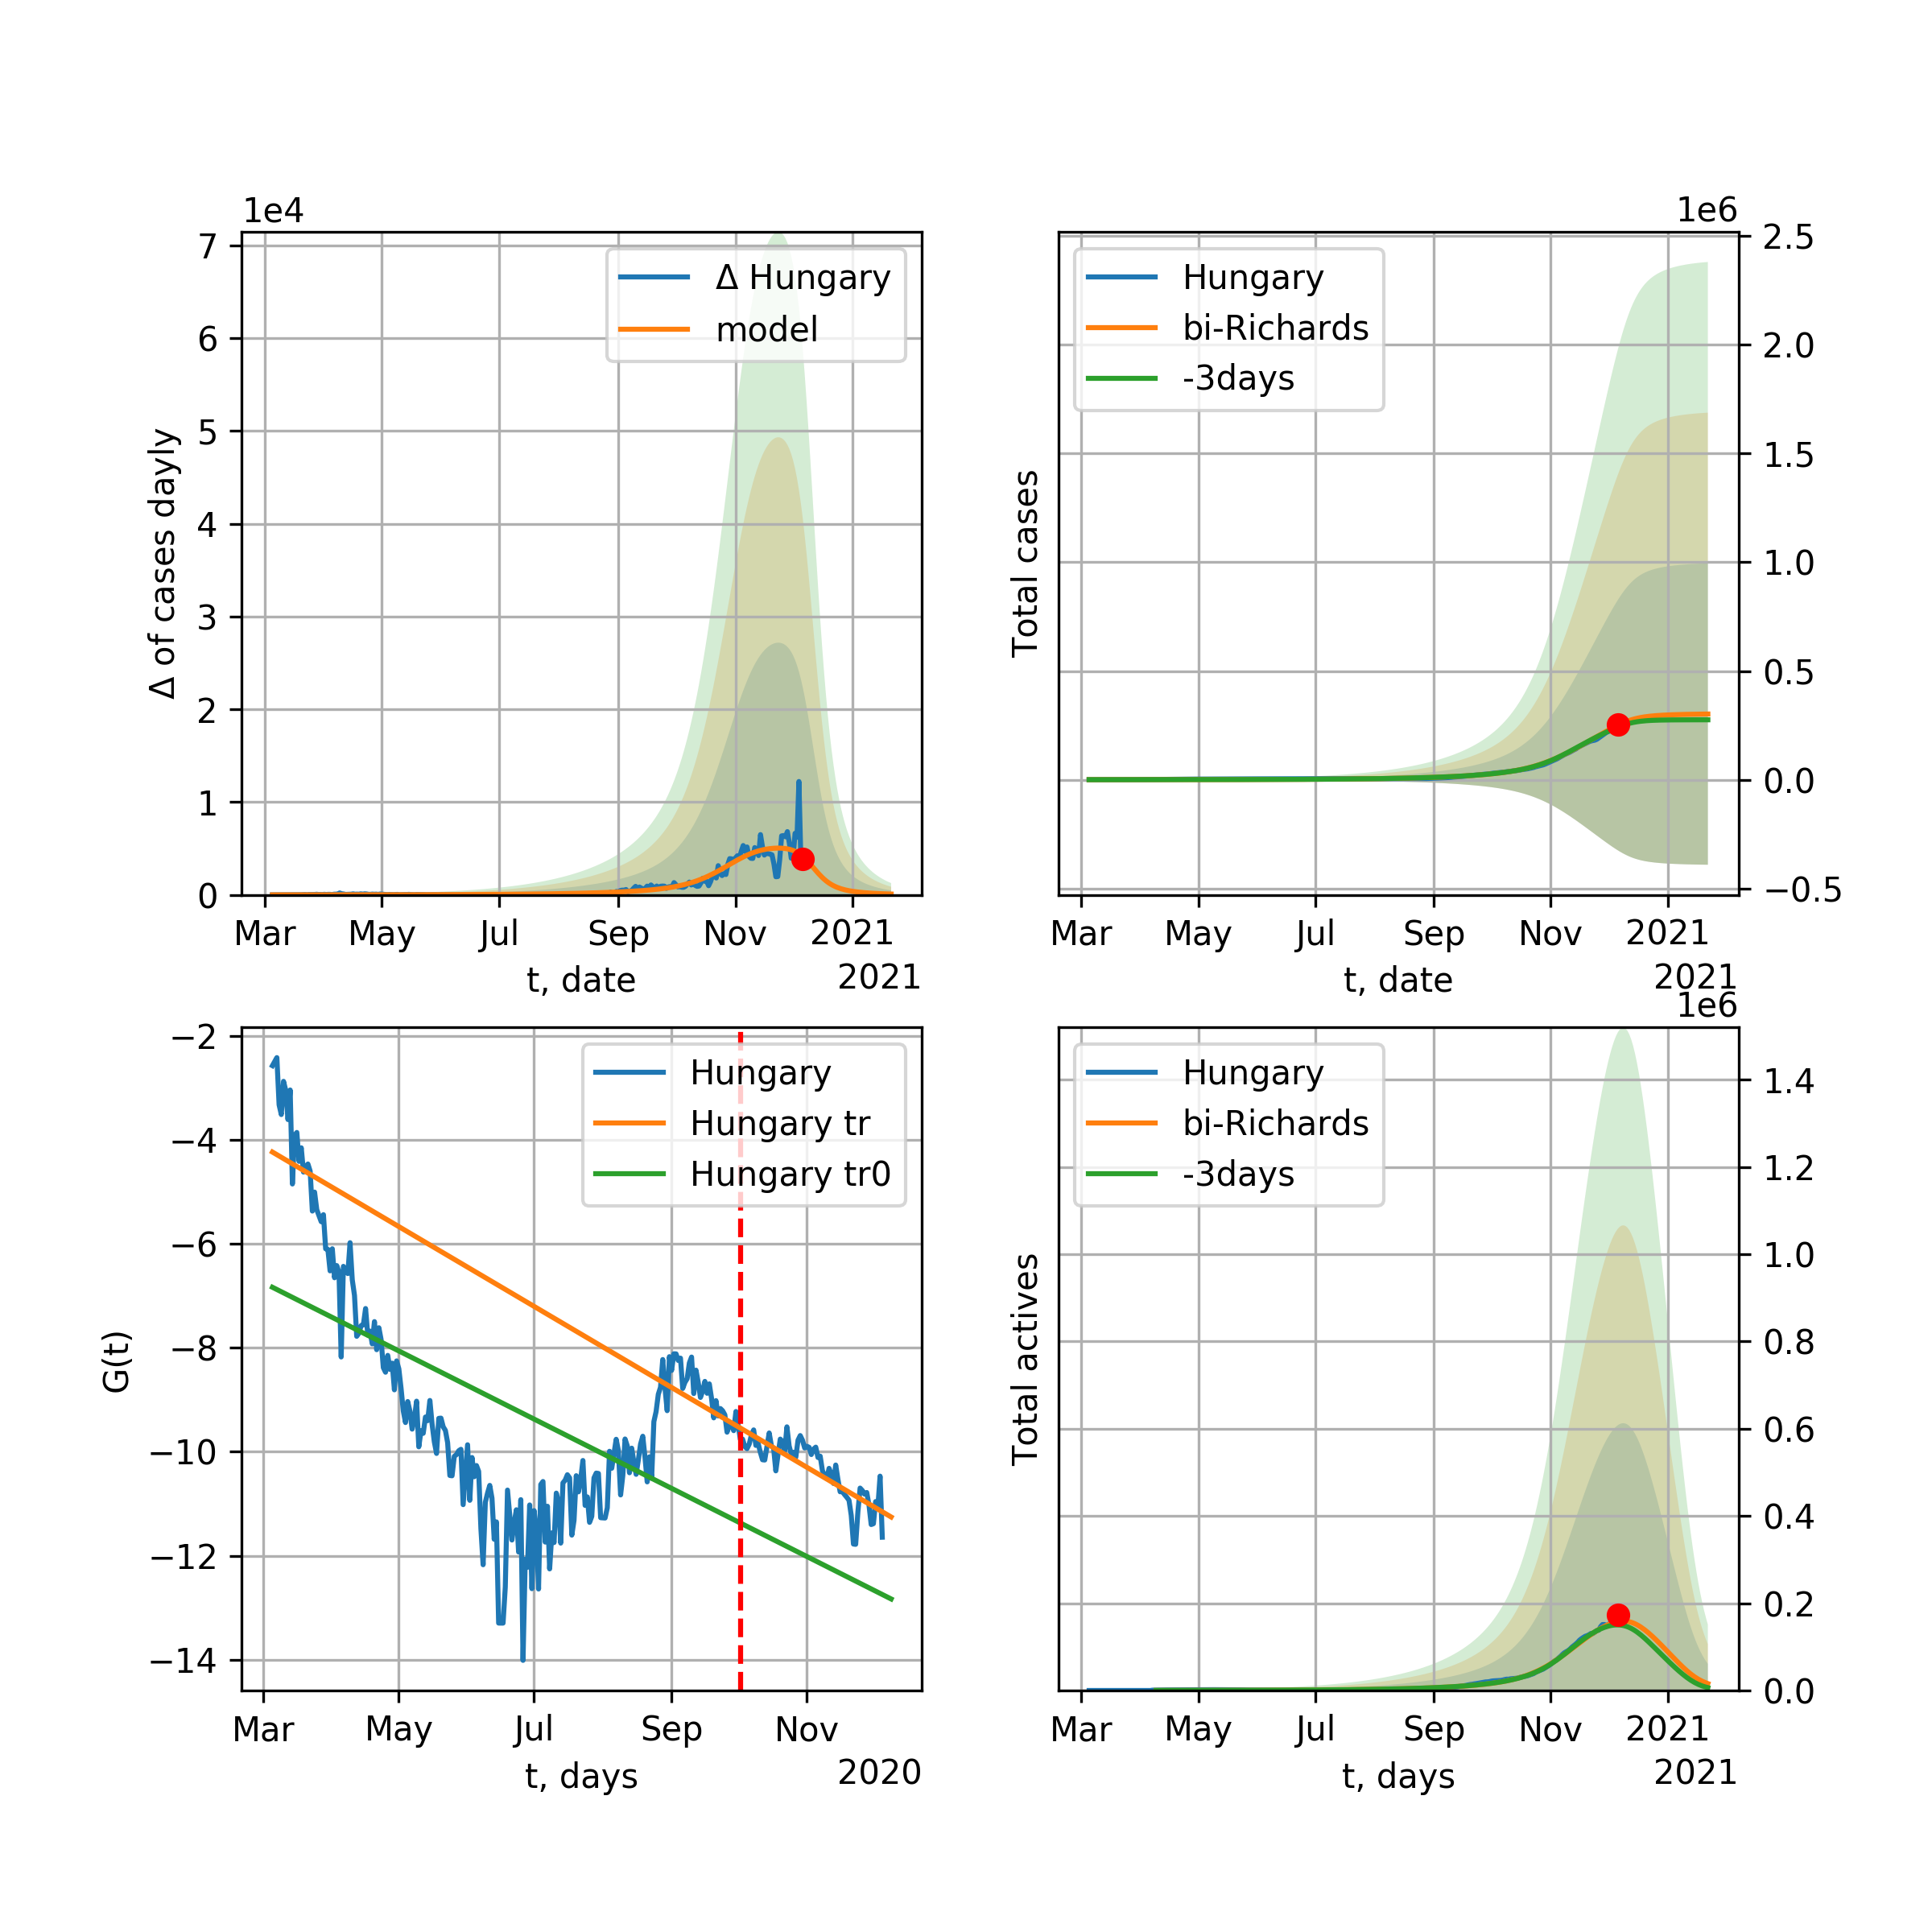 1e4
7
6
5
4
3
2
1
0
Δ of cases dayly
Δ Hungary
model
Mar May Jul Sep Nov 2021
t, date
2021
1e6
2.5
2.0
1.5
1.0
0.5
0.0
−0.5
Total cases
Hungary
bi-Richards
-3days
Mar May Jul Sep Nov 2021
t, date
2021
−2
−4
−6
−8
−10
−12
−14
G(t)
Hungary
Hungary tr
Hungary tr0
Mar May Jul Sep Nov
t, days
2020
1e6
1.4
1.2
1.0
0.8
0.6
0.4
0.2
0.0
Total actives
Hungary
bi-Richards
-3days
Mar May Jul Sep Nov 2021
t, days
2021